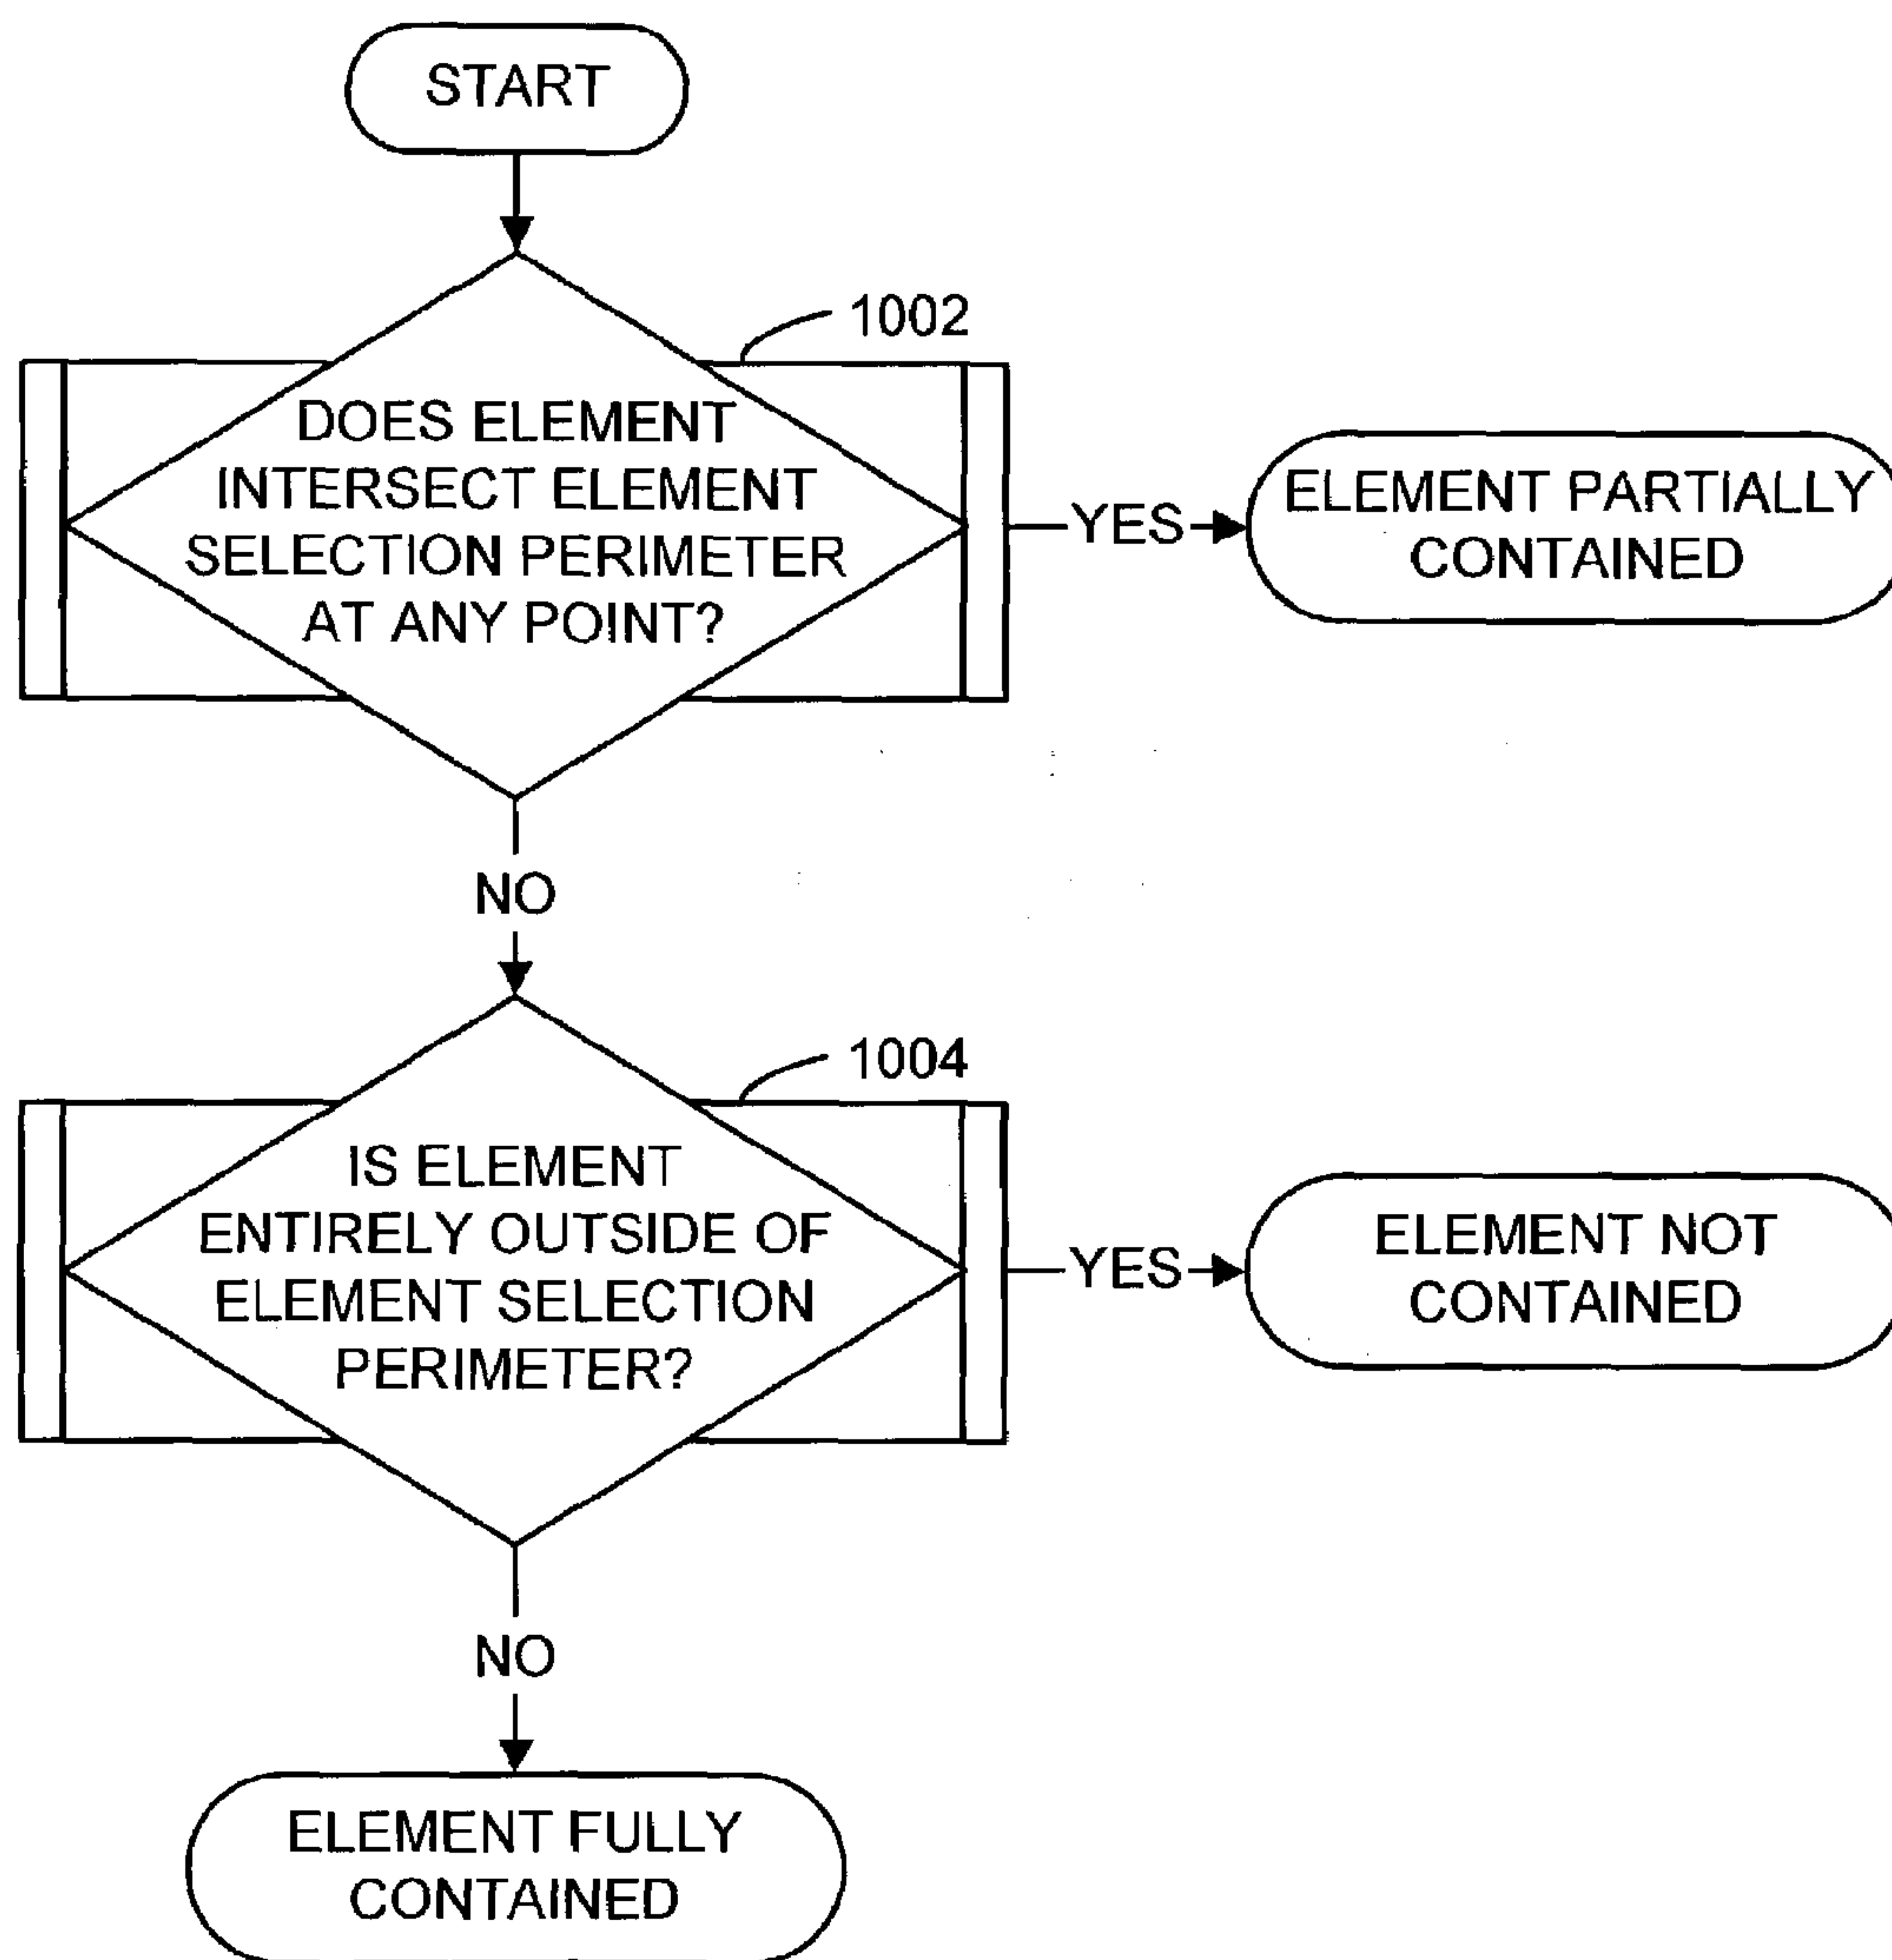 START
1002
DOES ELEMENT
INTERSECT ELEMENT
SELECTION PERIMETER
AT ANY POINT?
YES
ELEMENT PARTIALLY
CONTAINED
NO
1004
IS ELEMENT
ENTIRELY OUTSIDE OF
ELEMENT SELECTION
PERIMETER?
YES
ELEMENT NOT
CONTAINED
NO
ELEMENT FULLY
CONTAINED